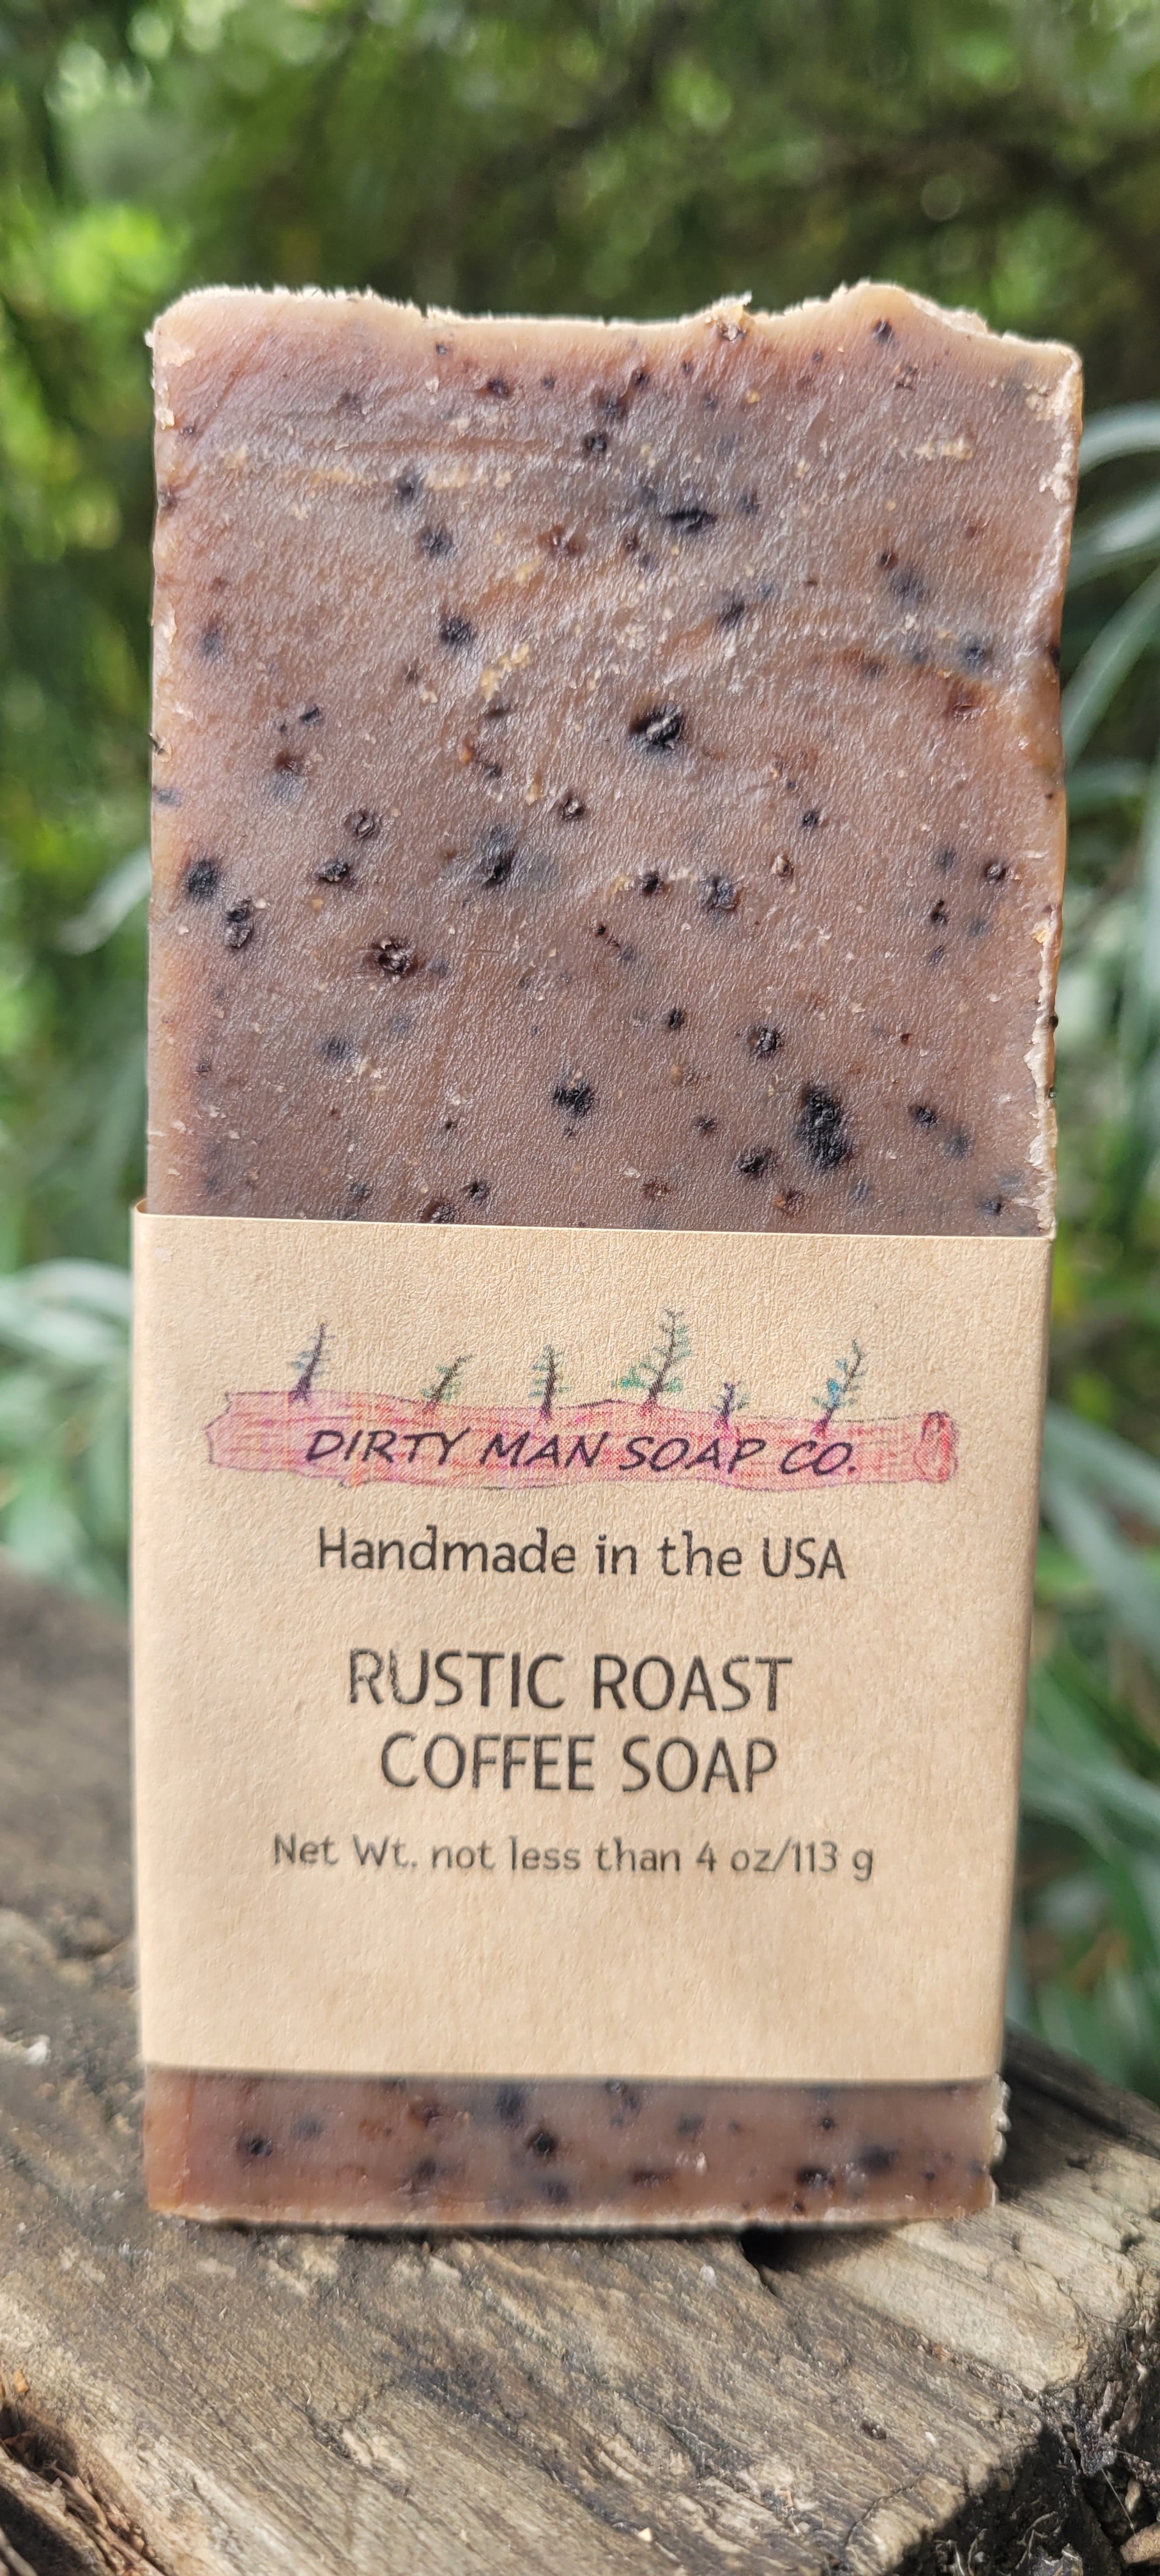 DIRTY MAN SOAP CO.
Handmade in the USA
RUSTIC ROAST
COFFEE SOAP
Net Wt. not less than 4 oz/113 g